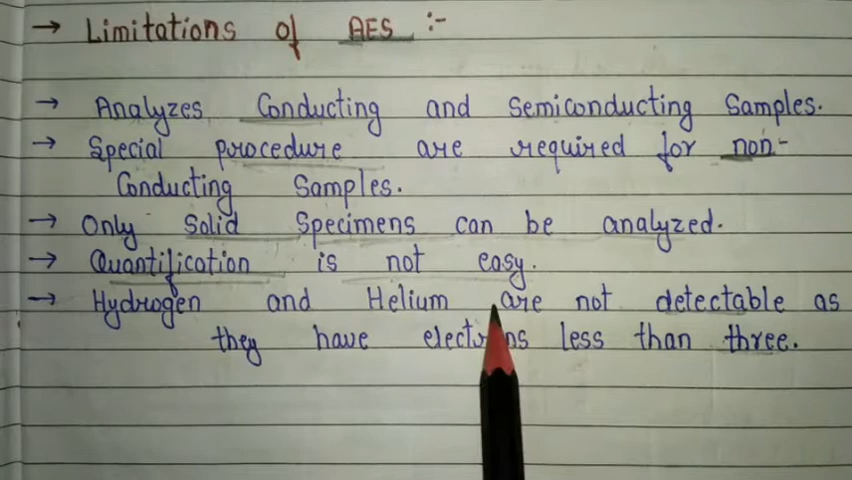 → Limitations of AES :-
→ Analyzes Conducting and Semiconducting Samples.
→ Special procedure are required for non-
Conducting Samples.
→ Only Solid Specimens can be analyzed.
→ Quantification is not easy.
→ Hydrogen and Helium are not detectable as
they have electrons less than three.